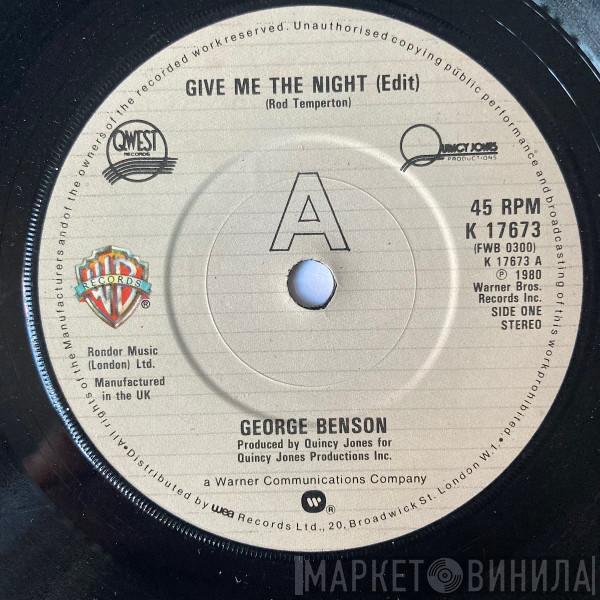 GIVE ME THE NIGHT (Edit)
(Rod Temperton)
QWEST
RECORDS
QUINCY JONES
PRODUCTIONS
A
45 RPM
K 17673
(FWB 0300)
K 17673 A
℗ 1980
Warner Bros.
Records Inc.
SIDE ONE
STEREO
WB
RECORDS
®
Rondor Music
(London) Ltd.
Manufactured
in the UK
GEORGE BENSON
Produced by Quincy Jones for
Quincy Jones Productions Inc.
a Warner Communications Company
®
•All rights of the Manufacturers and of the owners of the recorded work reserved. Unauthorised copying public performance and broadcasting of this work prohibited.•
Distributed by wea Records Ltd., 20, Broadwick St. London W.1.
МАРКЕТ ВИНИЛА